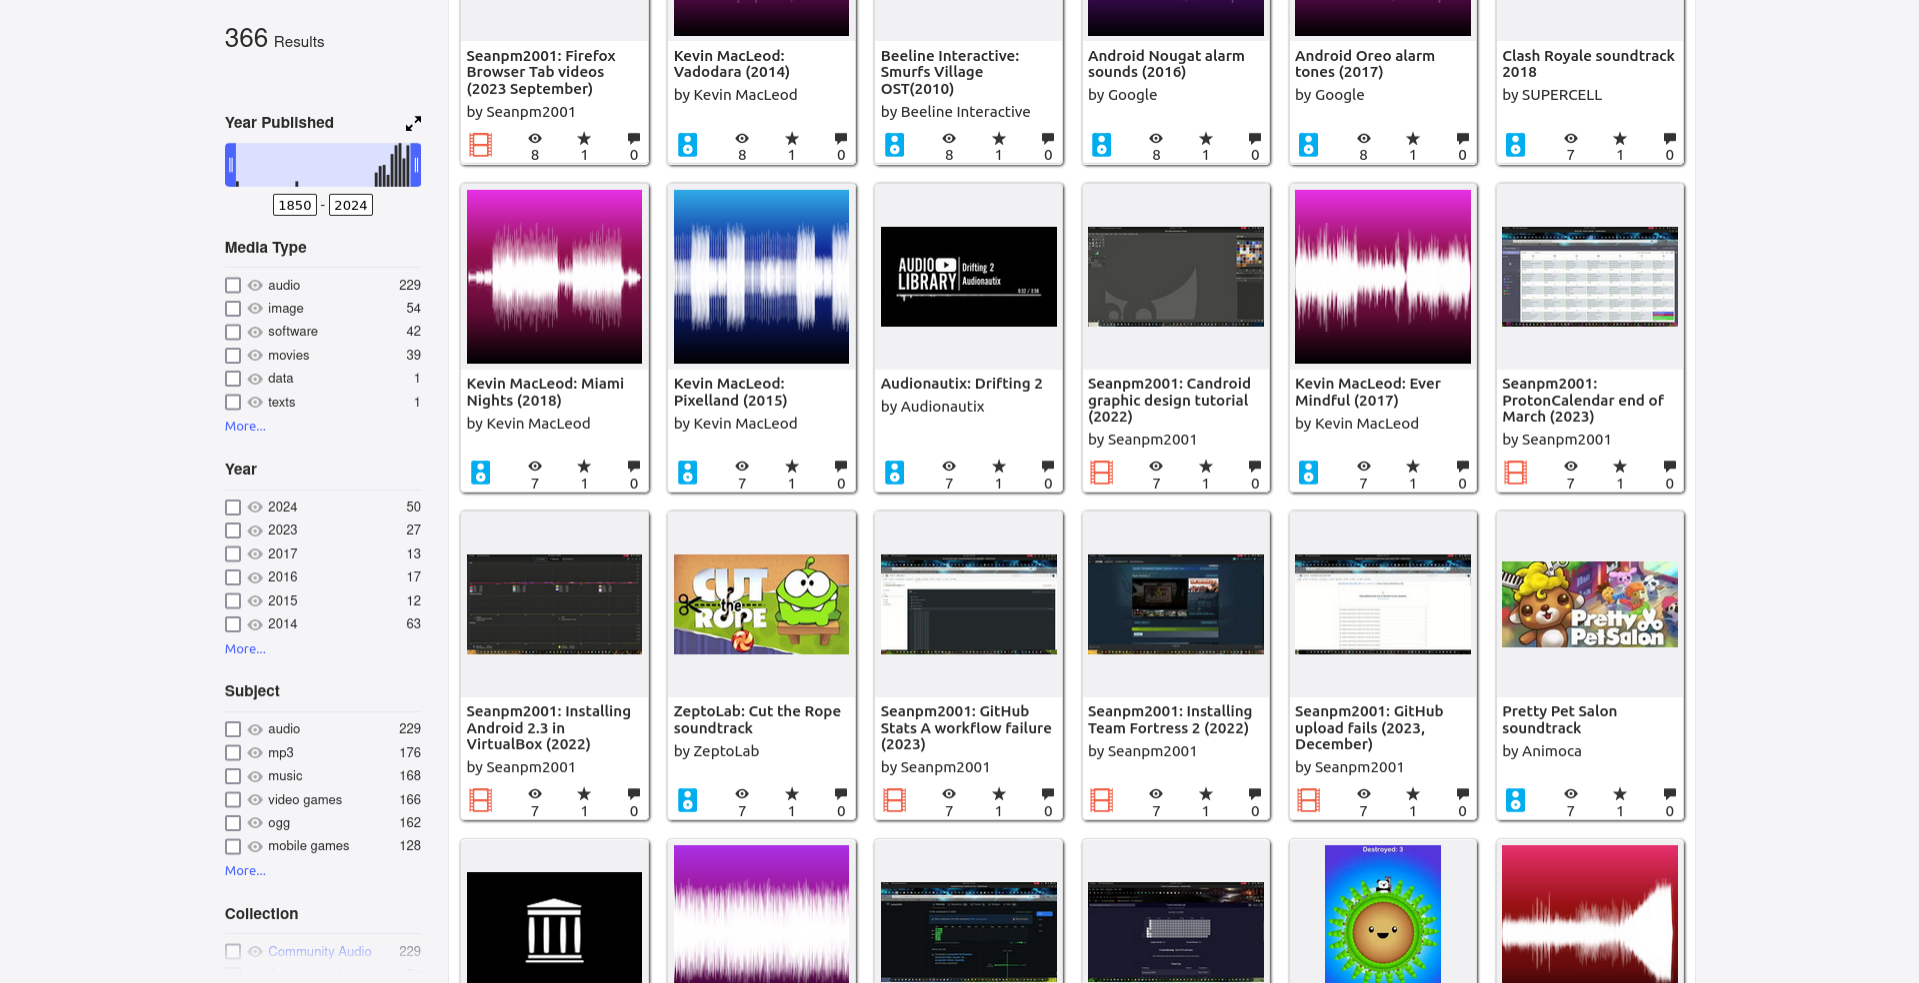 366 Results
Year Published
1850 - 2024
Media Type
audio 229
image 54
software 42
movies 39
data 1
texts 1
More...
Year
2024 50
2023 27
2017 13
2016 17
2015 12
2014 63
More...
Subject
audio 229
mp3 176
music 168
video games 166
ogg 162
mobile games 128
More...
Collection
Community Audio 229
Seanpm2001: Firefox
Browser Tab videos
(2023 September)
by Seanpm2001
8 1 0
Kevin MacLeod:
Vadodara (2014)
by Kevin MacLeod
8 1 0
Beeline Interactive:
Smurfs Village
OST(2010)
by Beeline Interactive
8 1 0
Android Nougat alarm
sounds (2016)
by Google
8 1 0
Android Oreo alarm
tones (2017)
by Google
8 1 0
Clash Royale soundtrack
2018
by SUPERCELL
7 1 0
Kevin MacLeod: Miami
Nights (2018)
by Kevin MacLeod
7 1 0
Kevin MacLeod:
Pixelland (2015)
by Kevin MacLeod
7 1 0
AUDIO
LIBRARY
Drifting 2
Audionautix
Audionautix: Drifting 2
by Audionautix
7 1 0
Seanpm2001: Candroid
graphic design tutorial
(2022)
by Seanpm2001
7 1 0
Kevin MacLeod: Ever
Mindful (2017)
by Kevin MacLeod
7 1 0
Seanpm2001:
ProtonCalendar end of
March (2023)
by Seanpm2001
7 1 0
Seanpm2001: Installing
Android 2.3 in
VirtualBox (2022)
by Seanpm2001
7 1 0
CUT
the
ROPE
ZeptoLab: Cut the Rope
soundtrack
by ZeptoLab
7 1 0
Seanpm2001: GitHub
Stats A workflow failure
(2023)
by Seanpm2001
7 1 0
Seanpm2001: Installing
Team Fortress 2 (2022)
by Seanpm2001
7 1 0
Seanpm2001: GitHub
upload fails (2023,
December)
by Seanpm2001
7 1 0
Pretty
Pet Salon
Pretty Pet Salon
soundtrack
by Animoca
7 1 0
Destroyed: 3